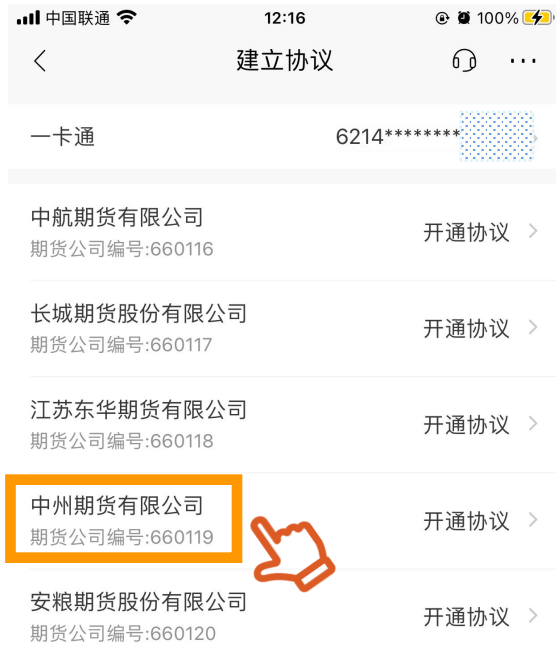 中国联通 12:16 100%
建立协议
一卡通 6214********
中航期货有限公司
期货公司编号:660116
开通协议
长城期货股份有限公司
期货公司编号:660117
开通协议
江苏东华期货有限公司
期货公司编号:660118
开通协议
中州期货有限公司
期货公司编号:660119
开通协议
安粮期货股份有限公司
期货公司编号:660120
开通协议